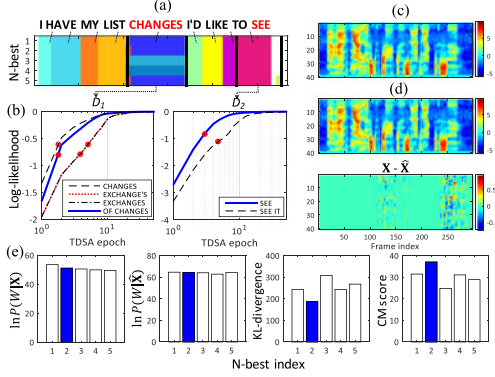 (a)
I HAVE MY LIST CHANGES I'D LIKE TO SEE
N-best
1
2
3
4
5
D̆1
D̆2
(b)
Log-likelihood
0
-0.5
-1
-1.5
-2
10^0
10^1
TDSA epoch
CHANGES
EXCHANGE'S
EXCHANGES
OF CHANGES
0
-1
-2
-3
-4
10^0
10^1
TDSA epoch
SEE
SEE IT
(c)
10
20
30
40
5
0
-5
(d)
10
20
30
40
5
0
-5
X - X̂
10
20
30
40
50
100
150
200
250
Frame index
0.5
0
-0.5
(e)
ln P(W|X)
60
40
20
0
1 2 3 4 5
ln P(W|X̂)
80
60
40
20
0
1 2 3 4 5
KL-divergence
400
200
0
1 2 3 4 5
CM score
40
30
20
10
0
1 2 3 4 5
N-best index